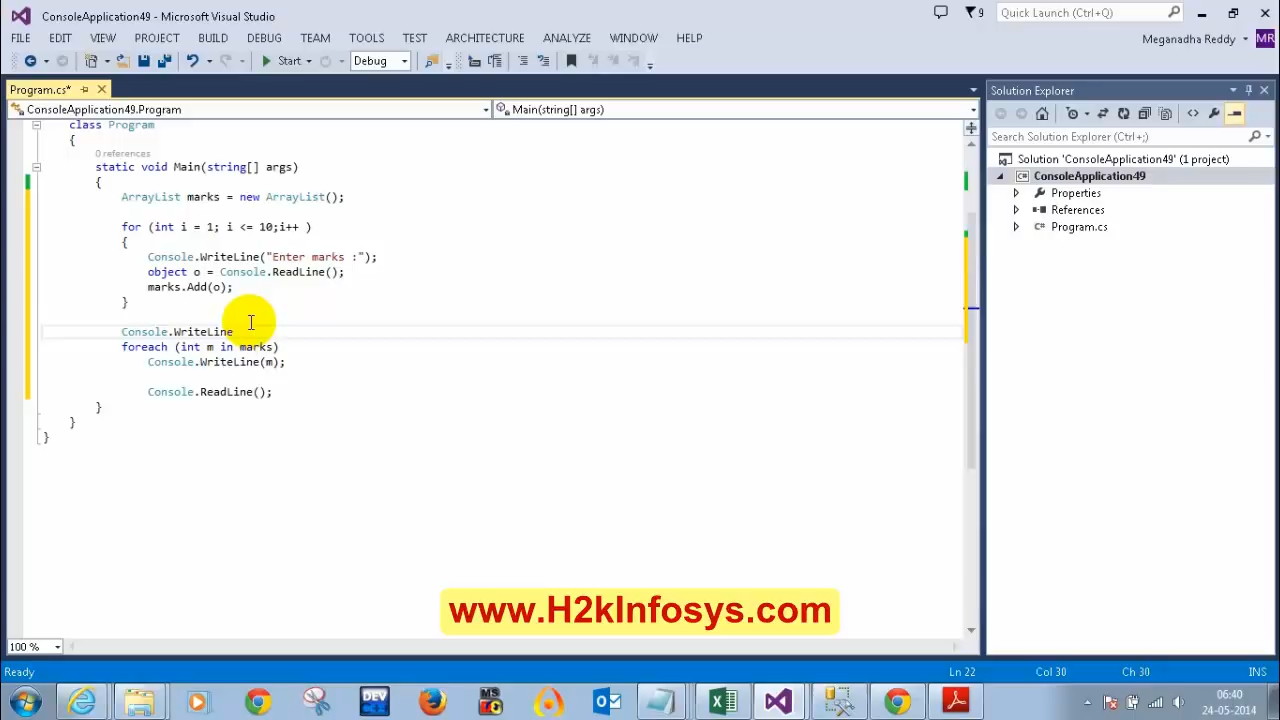 ConsoleApplication49 - Microsoft Visual Studio
9
Quick Launch (Ctrl+Q)
FILE EDIT VIEW PROJECT BUILD DEBUG TEAM TOOLS TEST ARCHITECTURE ANALYZE WINDOW HELP
Meganadha Reddy MR
Start Debug
Program.cs*
ConsoleApplication49.Program
Main(string[] args)
class Program
{
0 references
static void Main(string[] args)
{
ArrayList marks = new ArrayList();
for (int i = 1; i <= 10;i++ )
{
Console.WriteLine("Enter marks :");
object o = Console.ReadLine();
marks.Add(o);
}
Console.WriteLine
foreach (int m in marks)
Console.WriteLine(m);
Console.ReadLine();
}
}
}
Solution Explorer
Search Solution Explorer (Ctrl+;)
Solution 'ConsoleApplication49' (1 project)
ConsoleApplication49
Properties
References
C# Program.cs
www.H2kInfosys.com
100 %
Ready
Ln 22 Col 30 Ch 30 INS
DEV
MS
06:40
24-05-2014